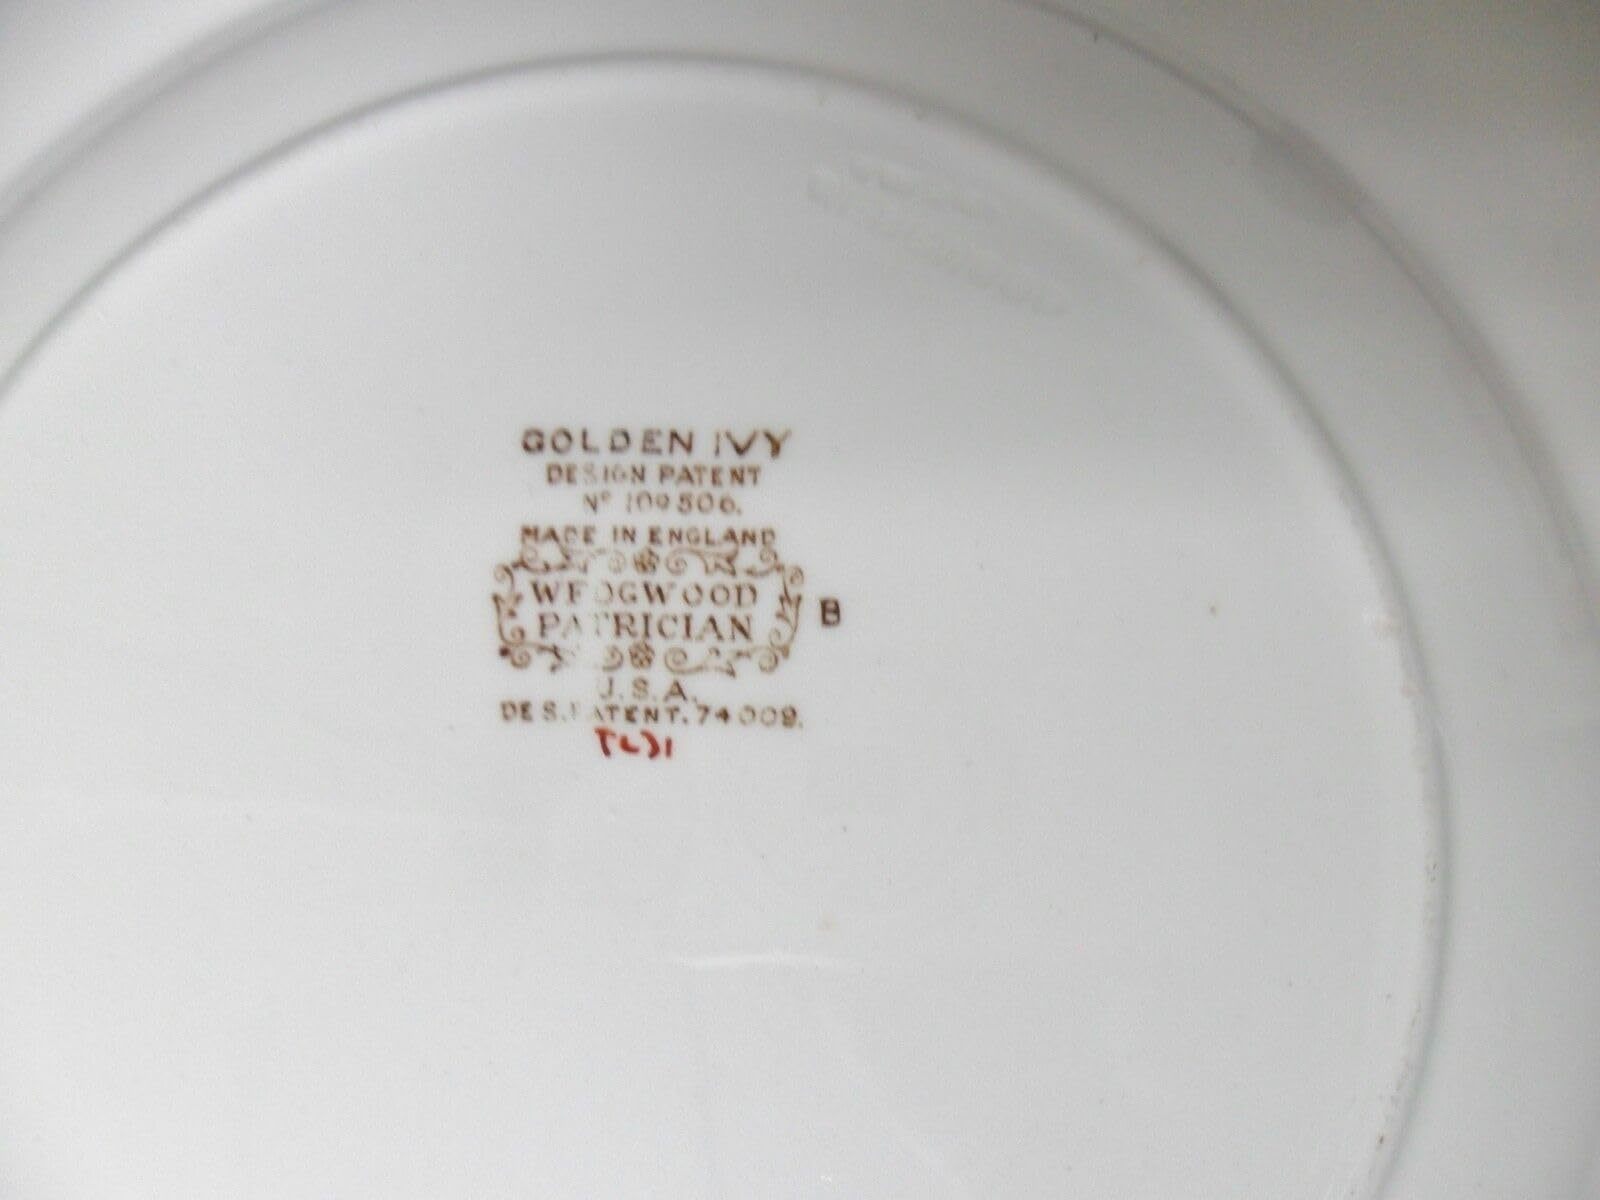 GOLDEN IVY
DESIGN PATENT
Nº 109506.
MADE IN ENGLAND
WEDGWOOD
PATRICIAN
B
U.S.A.
DES. PATENT. 74009.